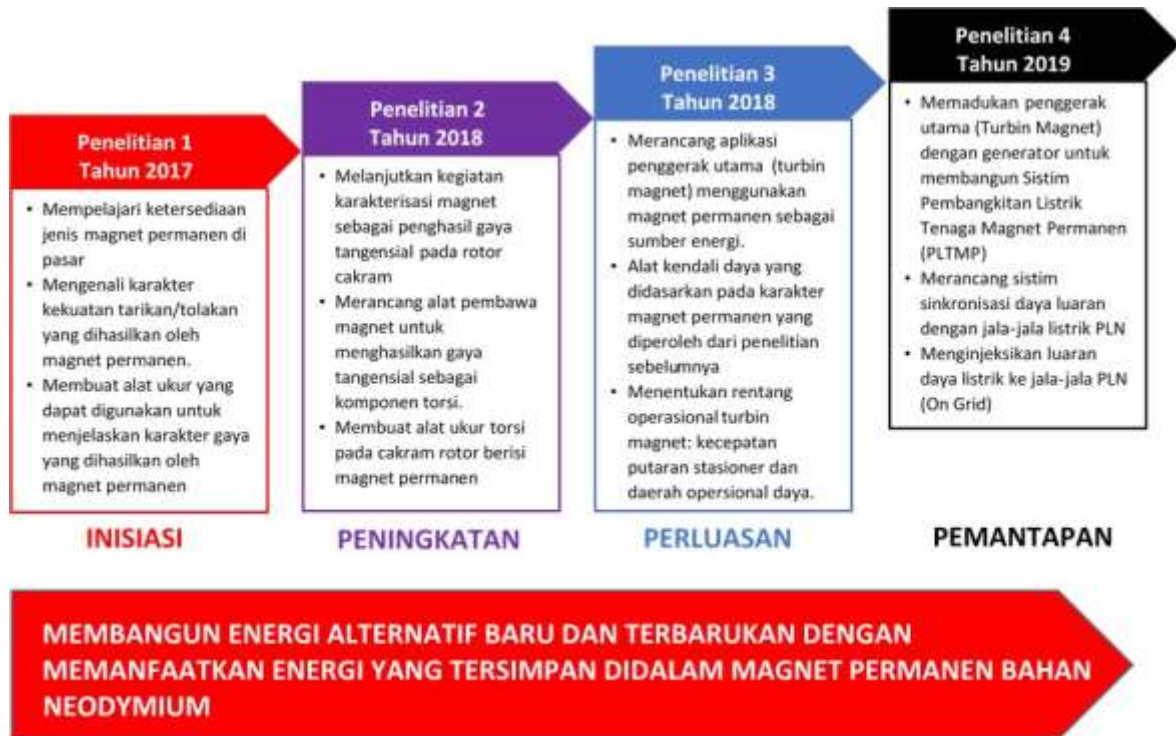 Penelitian 1
Tahun 2017
• Mempelajari ketersediaan
jenis magnet permanen di
pasar
• Mengenali karakter
kekuatan tarikan/tolakan
yang dihasilkan oleh
magnet permanen.
• Membuat alat ukur yang
dapat digunakan untuk
menjelaskan karakter gaya
yang dihasilkan oleh
magnet permanen
INISIASI
Penelitian 2
Tahun 2018
• Melanjutkan kegiatan
karakterisasi magnet
sebagai penghasil gaya
tangensial pada rotor
cakram
• Merancang alat pembawa
magnet untuk
menghasilkan gaya
tangensial sebagai
komponen torsi.
• Membuat alat ukur torsi
pada cakram rotor berisi
magnet permanen
PENINGKATAN
Penelitian 3
Tahun 2018
• Merancang aplikasi
penggerak utama (turbin
magnet) menggunakan
magnet permanen sebagai
sumber energi.
• Alat kendali daya yang
didasarkan pada karakter
magnet permanen yang
diperoleh dari penelitian
sebelumnya
• Menentukan rentang
operasional turbin
magnet: kecepatan
putaran stasioner dan
daerah opersional daya.
PERLUASAN
Penelitian 4
Tahun 2019
• Memadukan penggerak
utama (Turbin Magnet)
dengan generator untuk
membangun Sistim
Pembangkitan Listrik
Tenaga Magnet Permanen
(PLTMP)
• Merancang sistim
sinkronisasi daya luaran
dengan jala-jala listrik PLN
• Menginjeksikan luaran
daya listrik ke jala-jala PLN
(On Grid)
PEMANTAPAN
MEMBANGUN ENERGI ALTERNATIF BARU DAN TERBARUKAN DENGAN
MEMANFAATKAN ENERGI YANG TERSIMPAN DIDALAM MAGNET PERMANEN BAHAN
NEODYMIUM